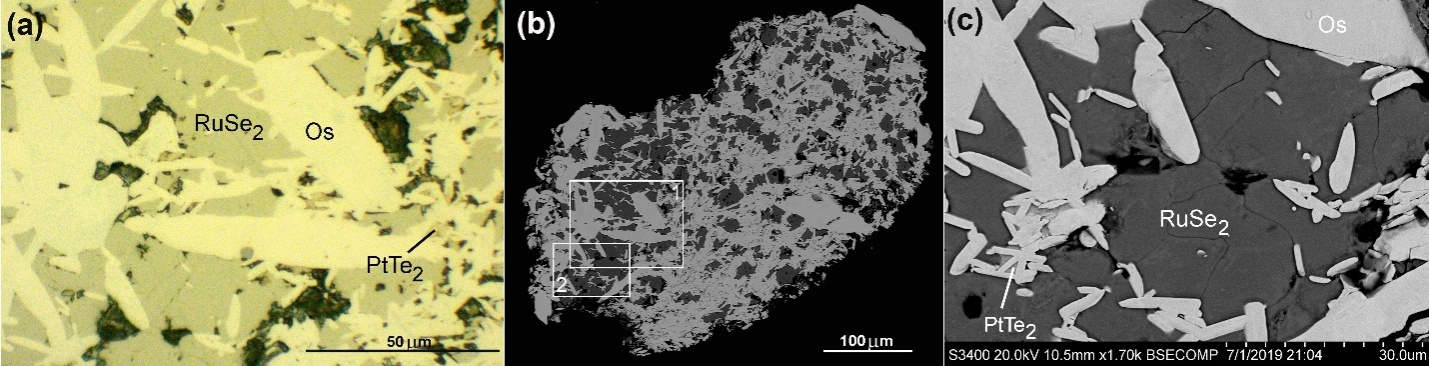 (a)
RuSe2
Os
PtTe2
50 µm
(b)
1
2
100 µm
(c)
Os
RuSe2
PtTe2
S3400 20.0kV 10.5mm x1.70k BSECOMP 7/1/2019 21:04 30.0um